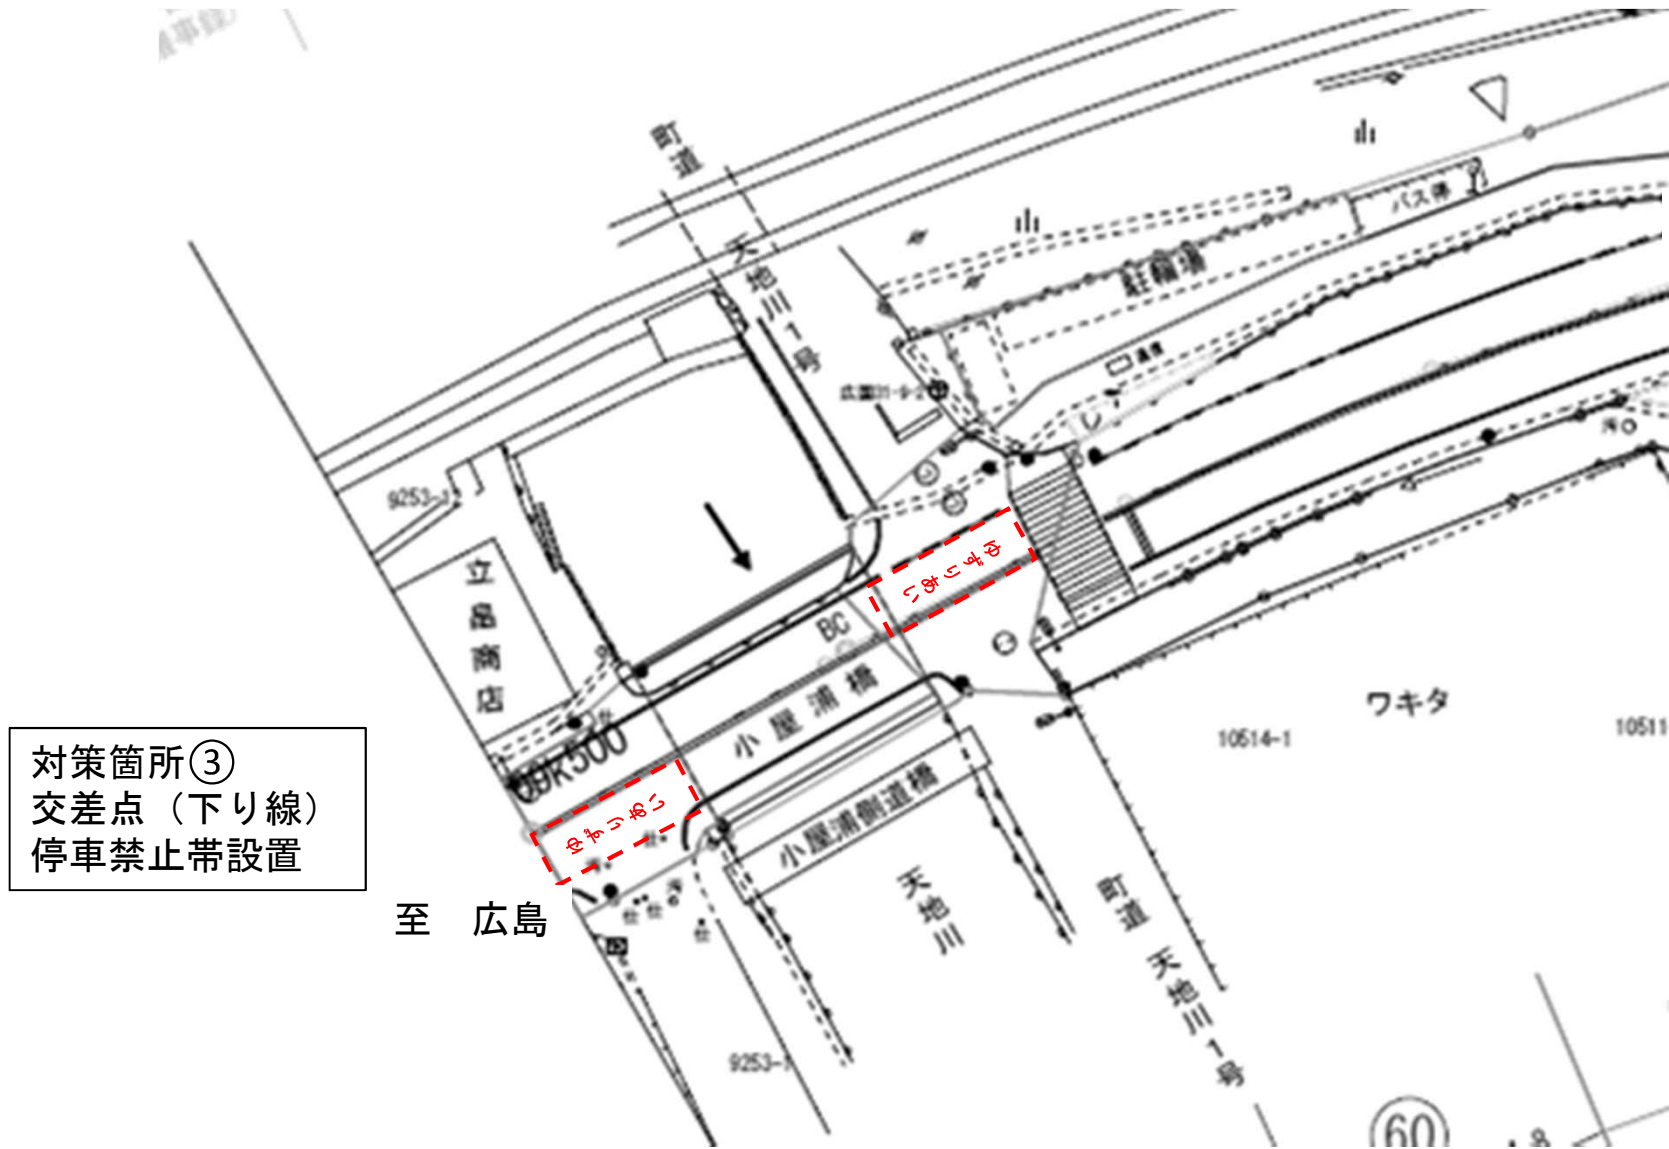 町道
天地川1号
バス停
駐輪場
9253-12
立畠商店
ゆずりあい
BC
小屋浦橋
09k500
ワキタ
10514-1
10511
対策箇所③
交差点（下り線）
停車禁止帯設置
ゆずりあい
小屋浦側道橋
至　広島
天地川
町道　天地川1号
9253-1
60